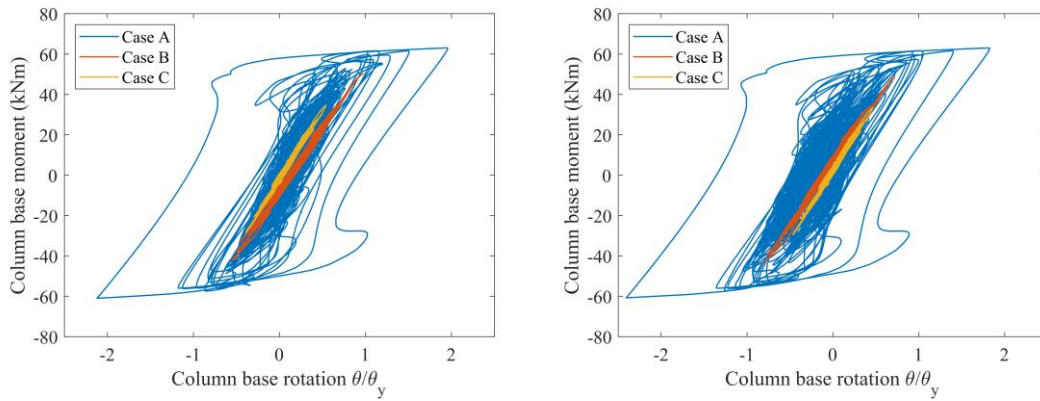 80
60
40
20
0
-20
-40
-60
-80
Column base moment (kNm)
Case A
Case B
Case C
-2 -1 0 1 2
Column base rotation θ/θy
80
60
40
20
0
-20
-40
-60
-80
Column base moment (kNm)
Case A
Case B
Case C
-2 -1 0 1 2
Column base rotation θ/θy